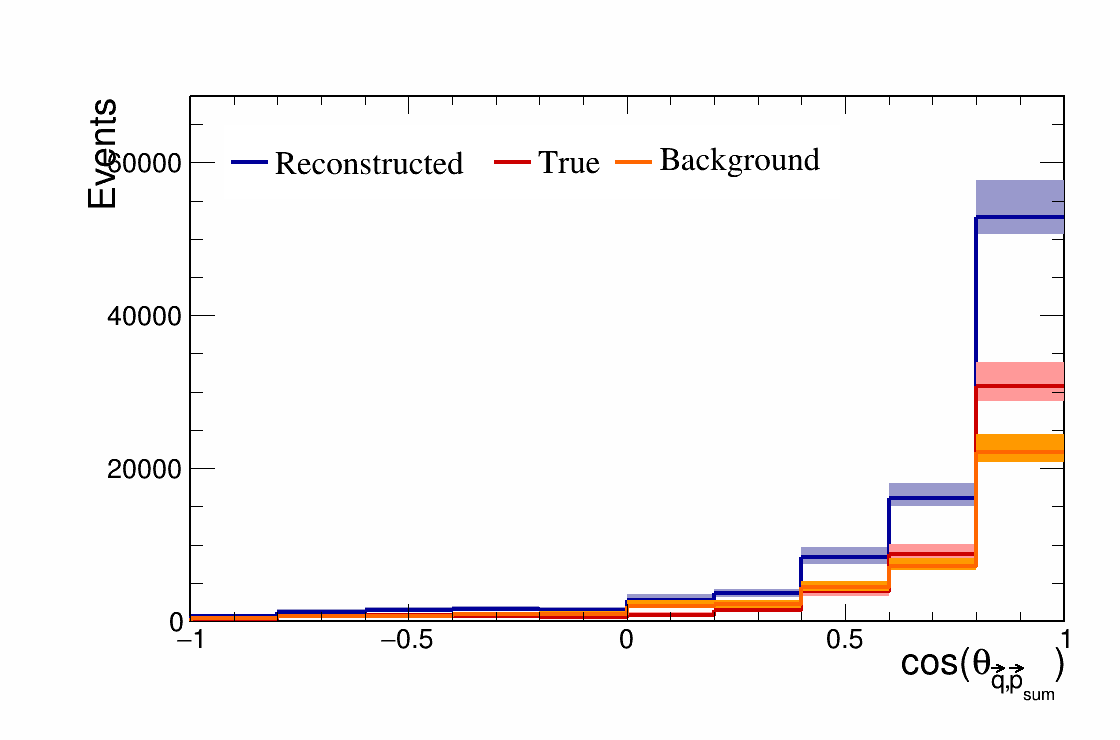 Events
60000
40000
20000
0
Reconstructed True Background
−1 −0.5 0 0.5 1
cos(θ q⃗,p⃗ sum)